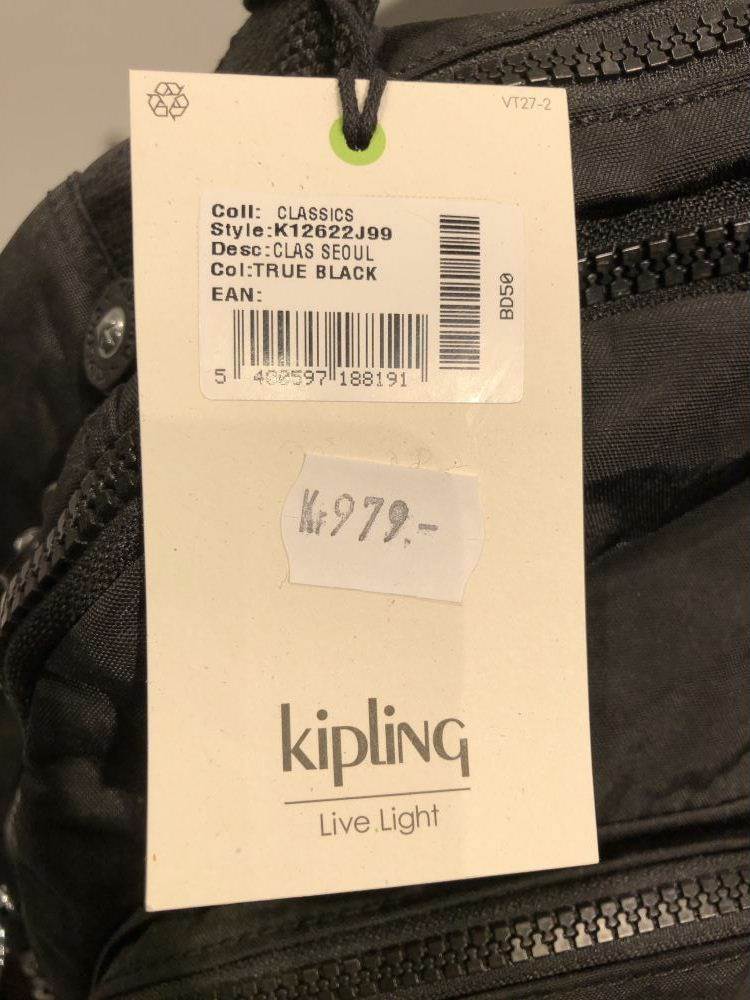 VT27-2
Coll: CLASSICS
Style:K12622J99
Desc:CLAS SEOUL
Col:TRUE BLACK
EAN:
BD50
5 400597 188191
Kr979.-
kipling
Live.Light